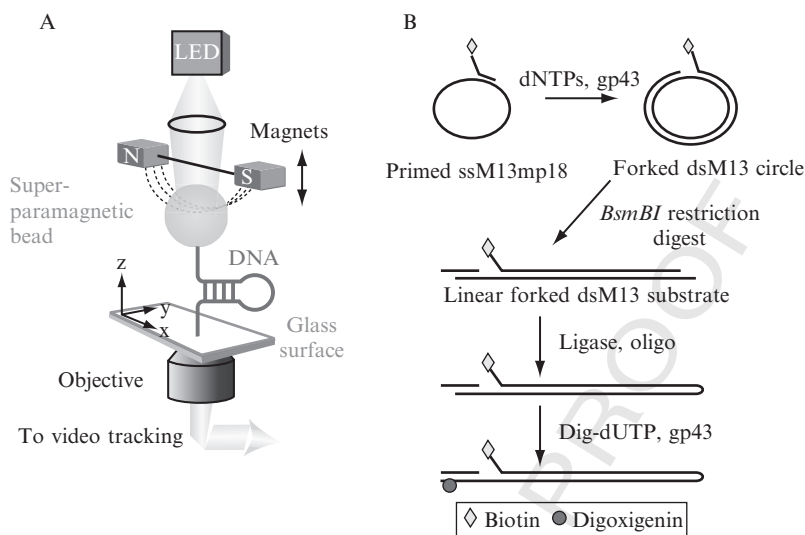 A
LED
Magnets
N
S
Super-
paramagnetic
bead
DNA
z
y
x
Glass
surface
Objective
To video tracking
B
dNTPs, gp43
Primed ssM13mp18
Forked dsM13 circle
BsmBI restriction
digest
Linear forked dsM13 substrate
Ligase, oligo
Dig-dUTP, gp43
Biotin
Digoxigenin
PROOF